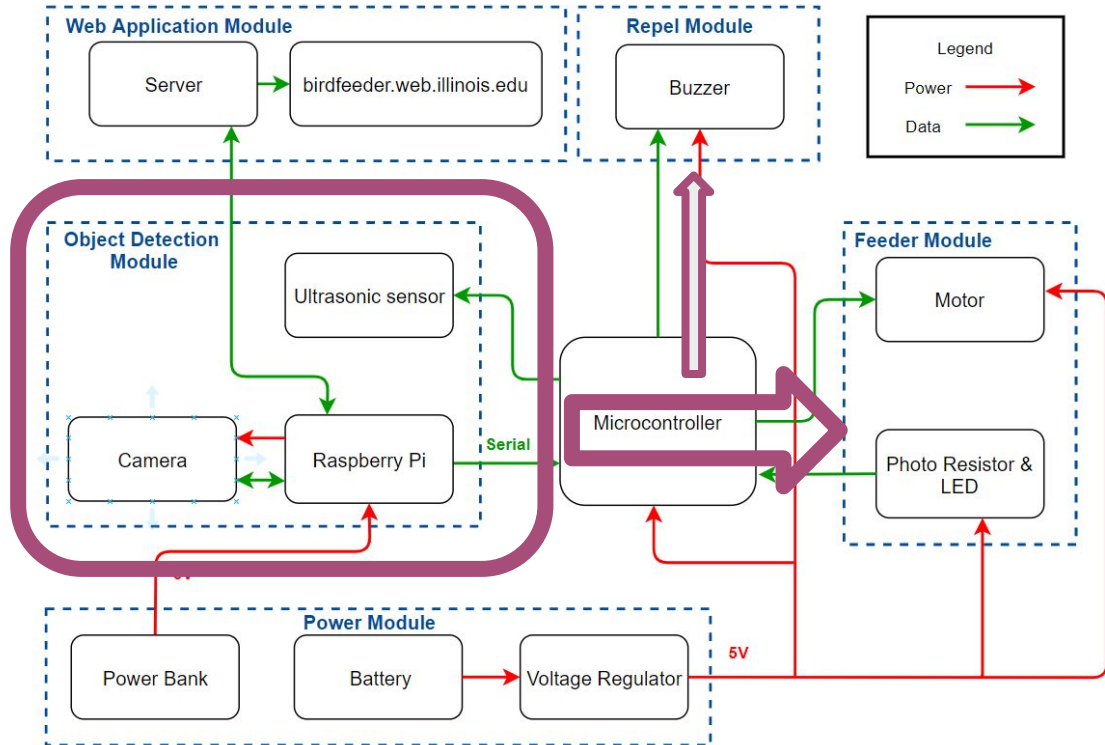 Web Application Module
Server
birdfeeder.web.illinois.edu
Repel Module
Buzzer
Legend
Power
Data
Object Detection
Module
Ultrasonic sensor
Camera
Raspberry Pi
Serial
Microcontroller
Feeder Module
Motor
Photo Resistor &
LED
Power Module
Power Bank
Battery
Voltage Regulator
5V